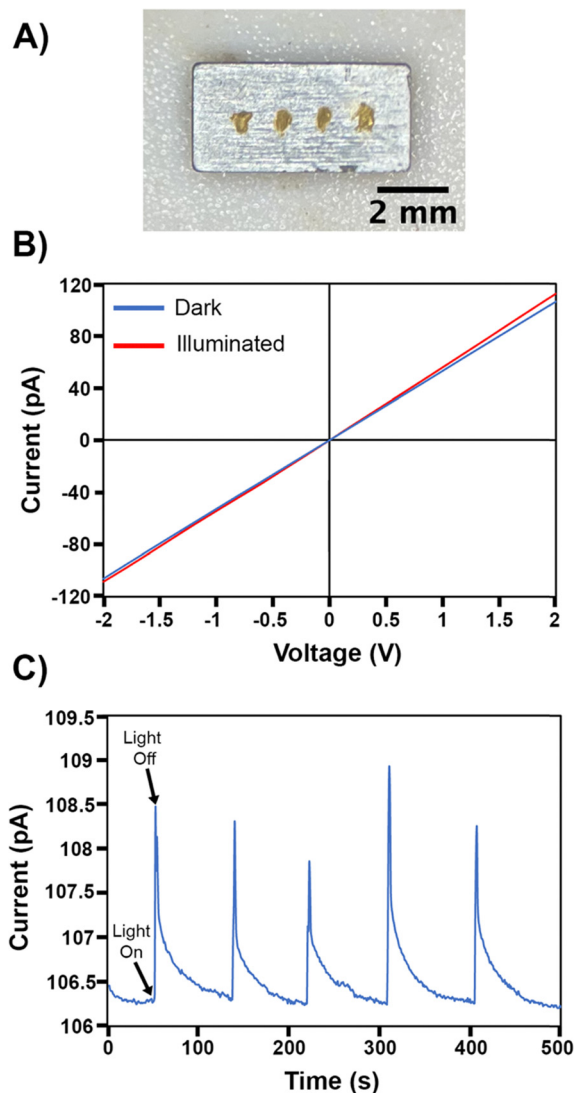 A)
2 mm
B)
120
80
40
0
-40
-80
-120
Current (pA)
Dark
Illuminated
-2
-1.5
-1
-0.5
0
0.5
1
1.5
2
Voltage (V)
C)
109.5
109
108.5
108
107.5
107
106.5
106
Current (pA)
Light
Off
Light
On
0
100
200
300
400
500
Time (s)